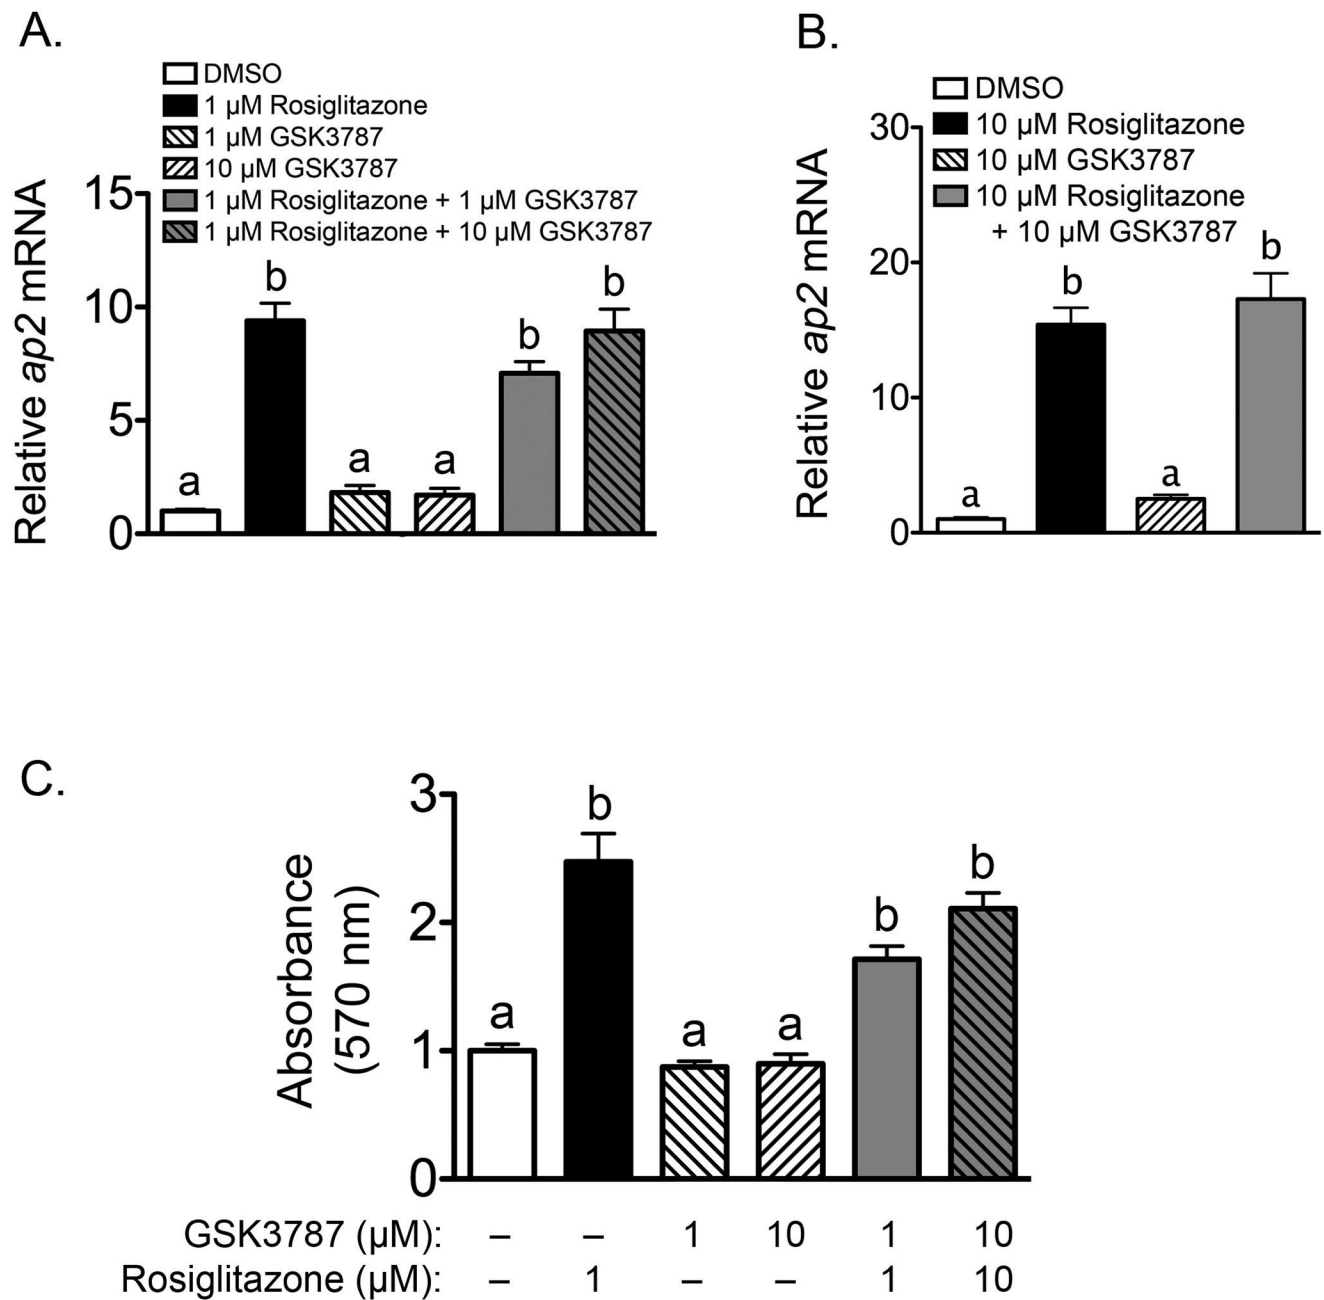 A.
DMSO
1 µM Rosiglitazone
1 µM GSK3787
10 µM GSK3787
1 µM Rosiglitazone + 1 µM GSK3787
1 µM Rosiglitazone + 10 µM GSK3787
Relative ap2 mRNA
15
10
5
0
a
b
a
a
b
b
B.
DMSO
10 µM Rosiglitazone
10 µM GSK3787
10 µM Rosiglitazone
+ 10 µM GSK3787
Relative ap2 mRNA
30
20
10
0
a
b
a
b
C.
Absorbance
(570 nm)
3
2
1
0
a
b
a
a
b
b
GSK3787 (µM): – – 1 10 1 10
Rosiglitazone (µM): – 1 – – 1 10